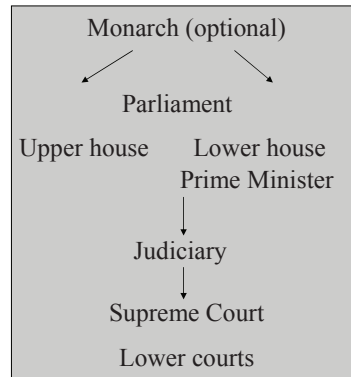 Monarch (optional)
Parliament
Upper house Lower house
Prime Minister
Judiciary
Supreme Court
Lower courts